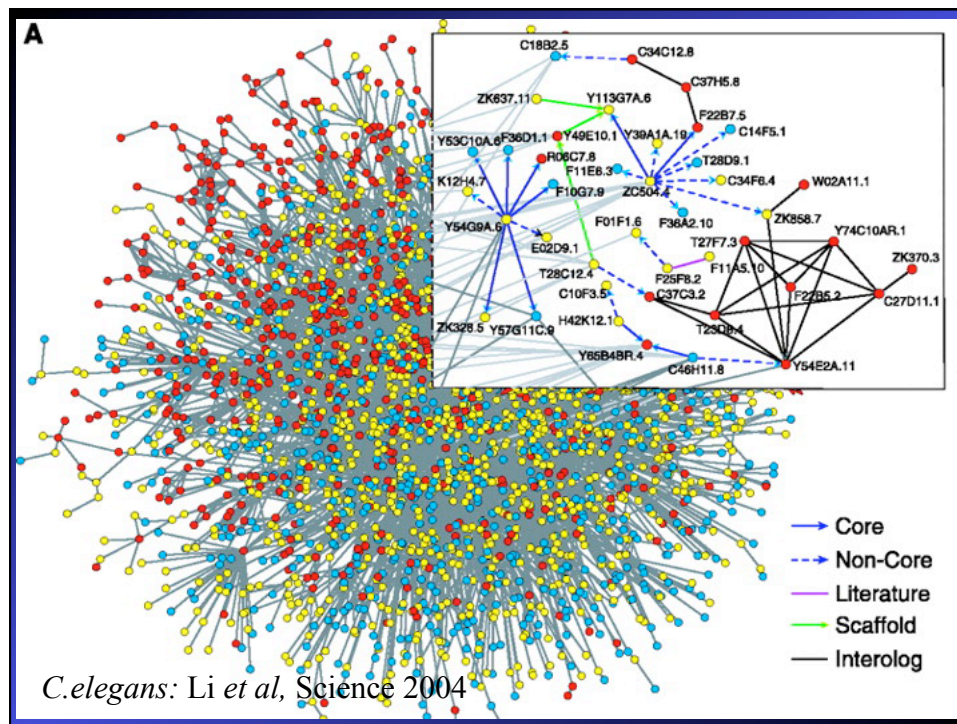 A
C18B2.5
C34C12.8
ZK637.11
Y113G7A.6
C37H5.8
Y53C10A.6
F36D1.1
Y49E10.1
Y39A1A.19
F22B7.5
C14F5.1
R06C7.8
F11E6.3
T28D9.1
K12H4.7
F10G7.9
ZC504.4
C34F6.4
W02A11.1
Y54G9A.6
F01F1.6
F36A2.10
ZK858.7
E02D9.1
T27F7.3
Y74C10AR.1
T28C12.4
F11A5.10
ZK370.3
F25F8.2
C10F3.5
C37C3.2
F22B5.2
C27D11.1
ZK328.5
Y57G11C.9
H42K12.1
T23D8.4
Y65B4BR.4
C46H11.8
Y54E2A.11
Core
Non-Core
Literature
Scaffold
Interolog
C.elegans: Li et al, Science 2004